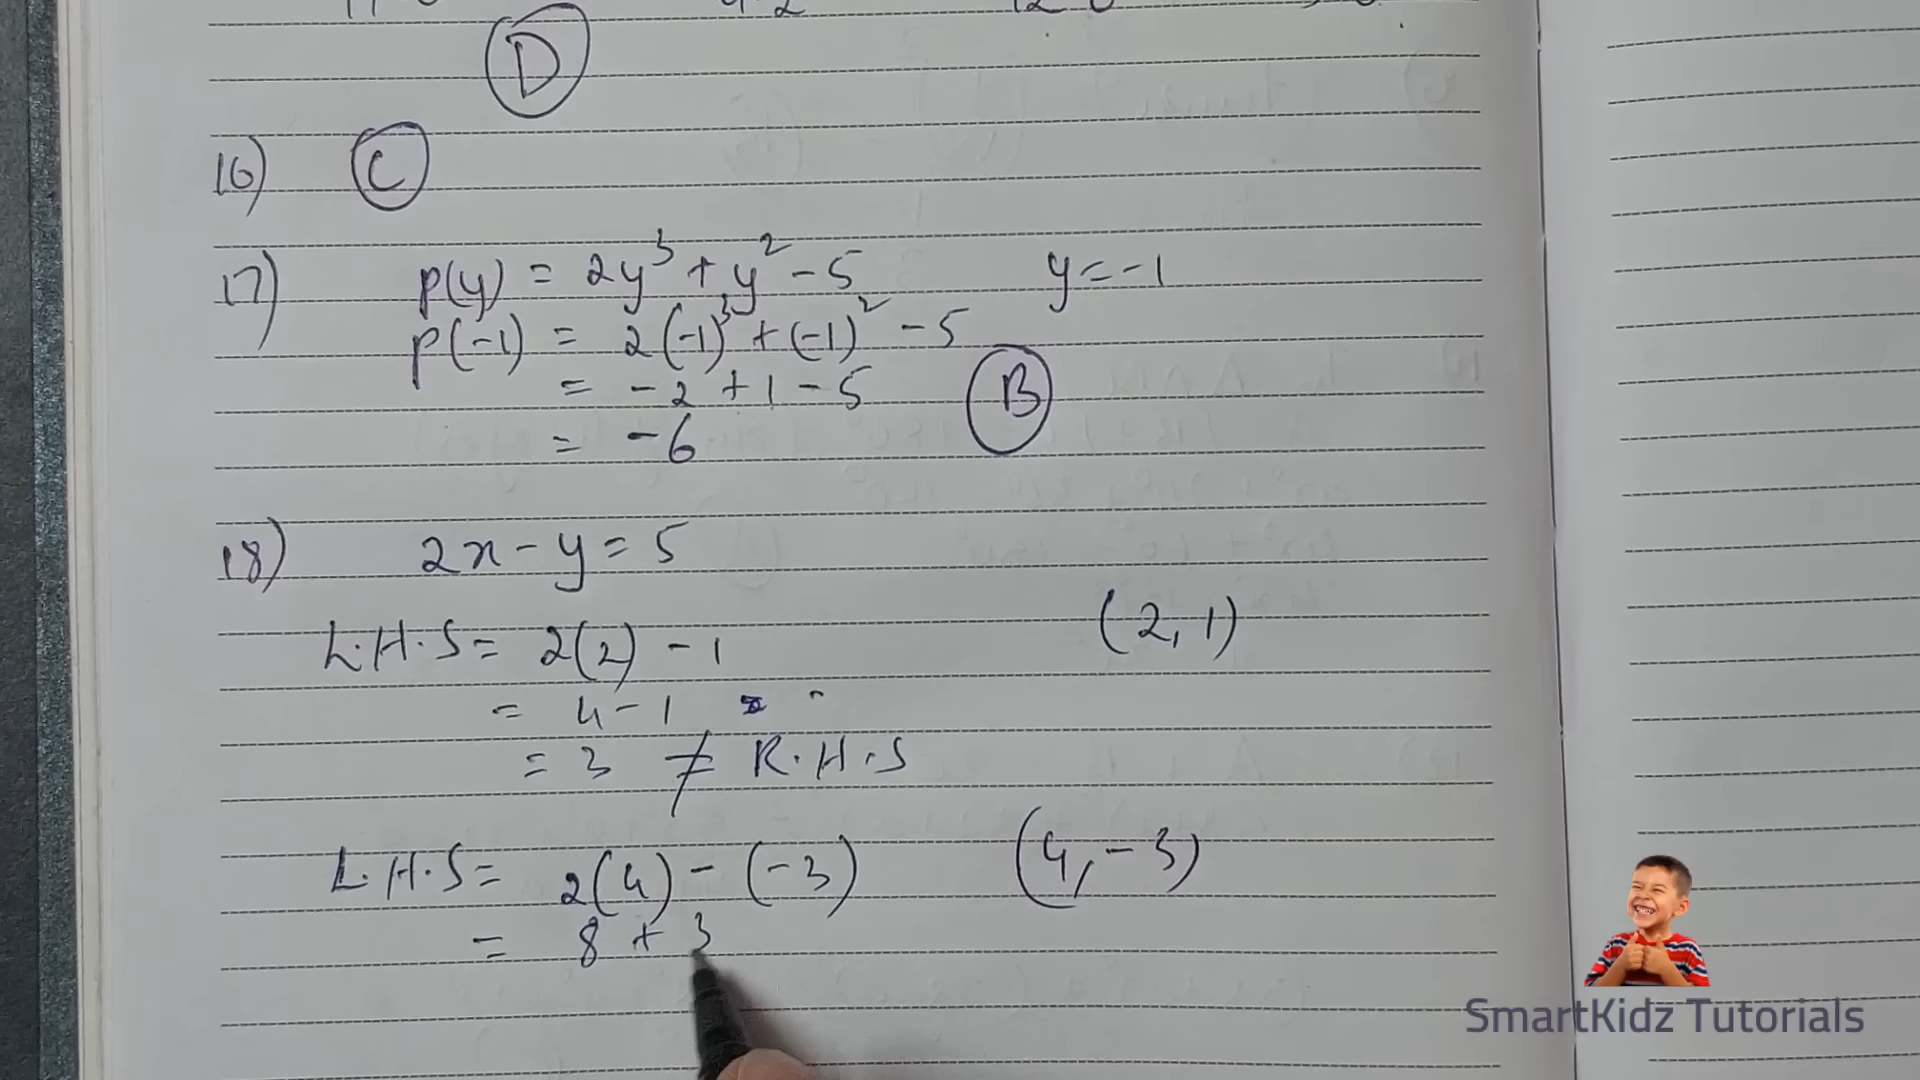 D
16) C
17) p(y) = 2y³ + y² - 5 y = -1
p(-1) = 2(-1)³ + (-1)² - 5
= -2 + 1 - 5 B
= -6
18) 2x - y = 5
(2, 1)
L.H.S = 2(2) - 1
= 4 - 1
= 3 ≠ R.H.S
L.H.S = 2(4) - (-3) (4, -3)
= 8 + 3
SmartKidz Tutorials